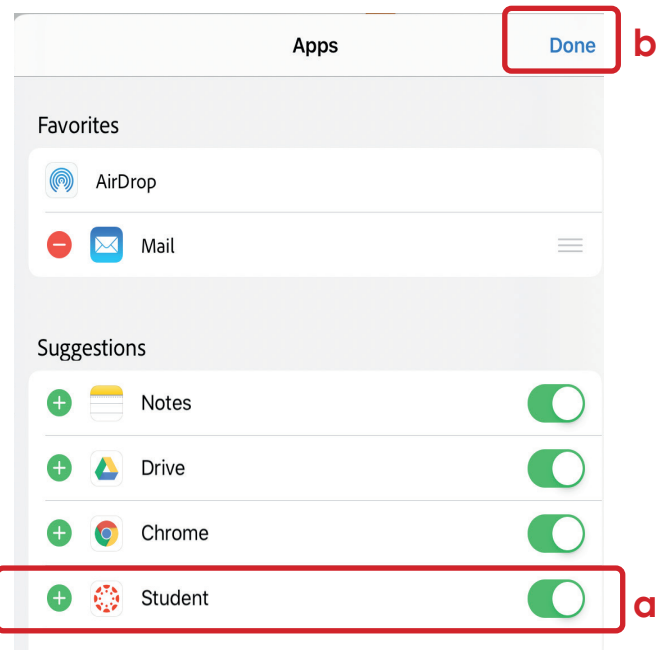 Apps Done b
Favorites
AirDrop
Mail
Suggestions
Notes
Drive
Chrome
Student
a